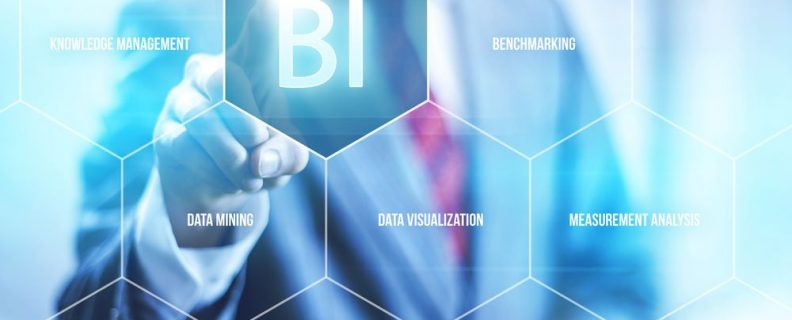 BI
KNOWLEDGE MANAGEMENT
BENCHMARKING
DATA MINING
DATA VISUALIZATION
MEASUREMENT ANALYSIS